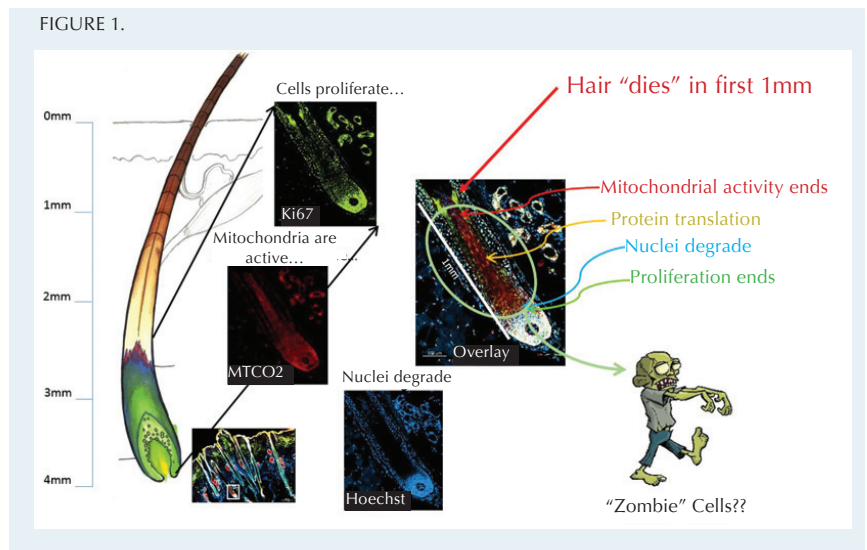 FIGURE 1.
Cells proliferate...
Hair “dies” in first 1mm
0mm
1mm
2mm
3mm
4mm
Ki67
Mitochondria are
active...
MTCO2
Nuclei degrade
Hoechst
1mm
Overlay
Mitochondrial activity ends
Protein translation
Nuclei degrade
Proliferation ends
“Zombie” Cells??